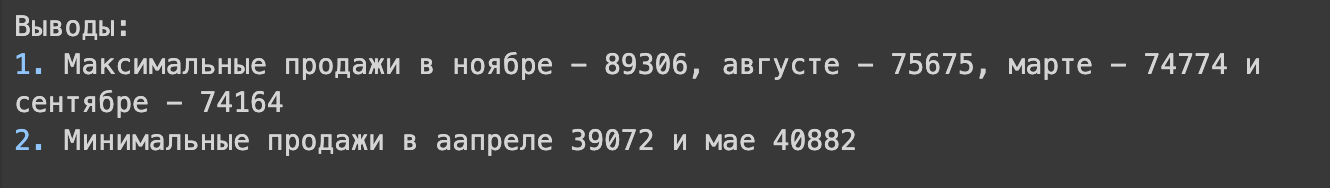 Выводы:
1. Максимальные продажи в ноябре - 89306, августе - 75675, марте - 74774 и
сентябре - 74164
2. Минимальные продажи в аапреле 39072 и мае 40882